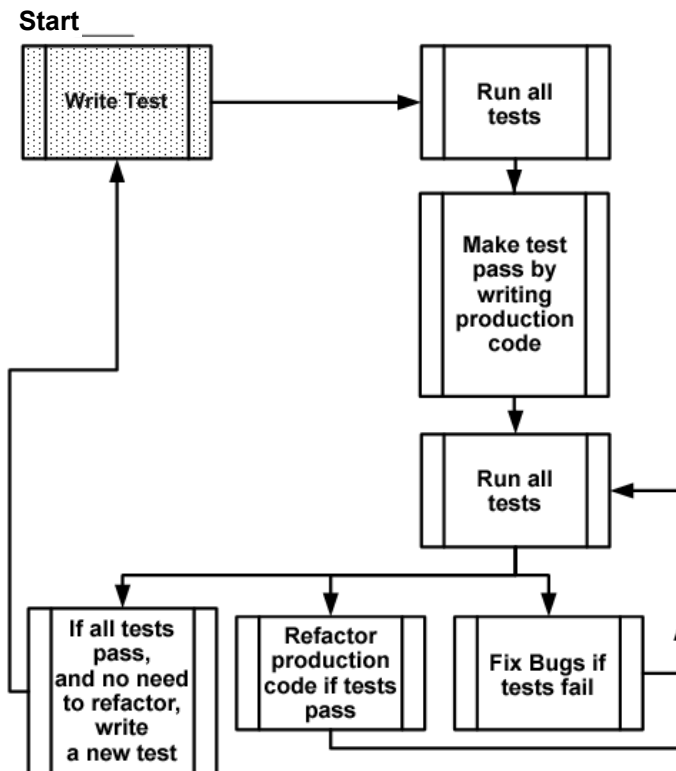 Start
Write Test
Run all
tests
Make test
pass by
writing
production
code
Run all
tests
If all tests
pass,
and no need
to refactor,
write
a new test
Refactor
production
code if tests
pass
Fix Bugs if
tests fail